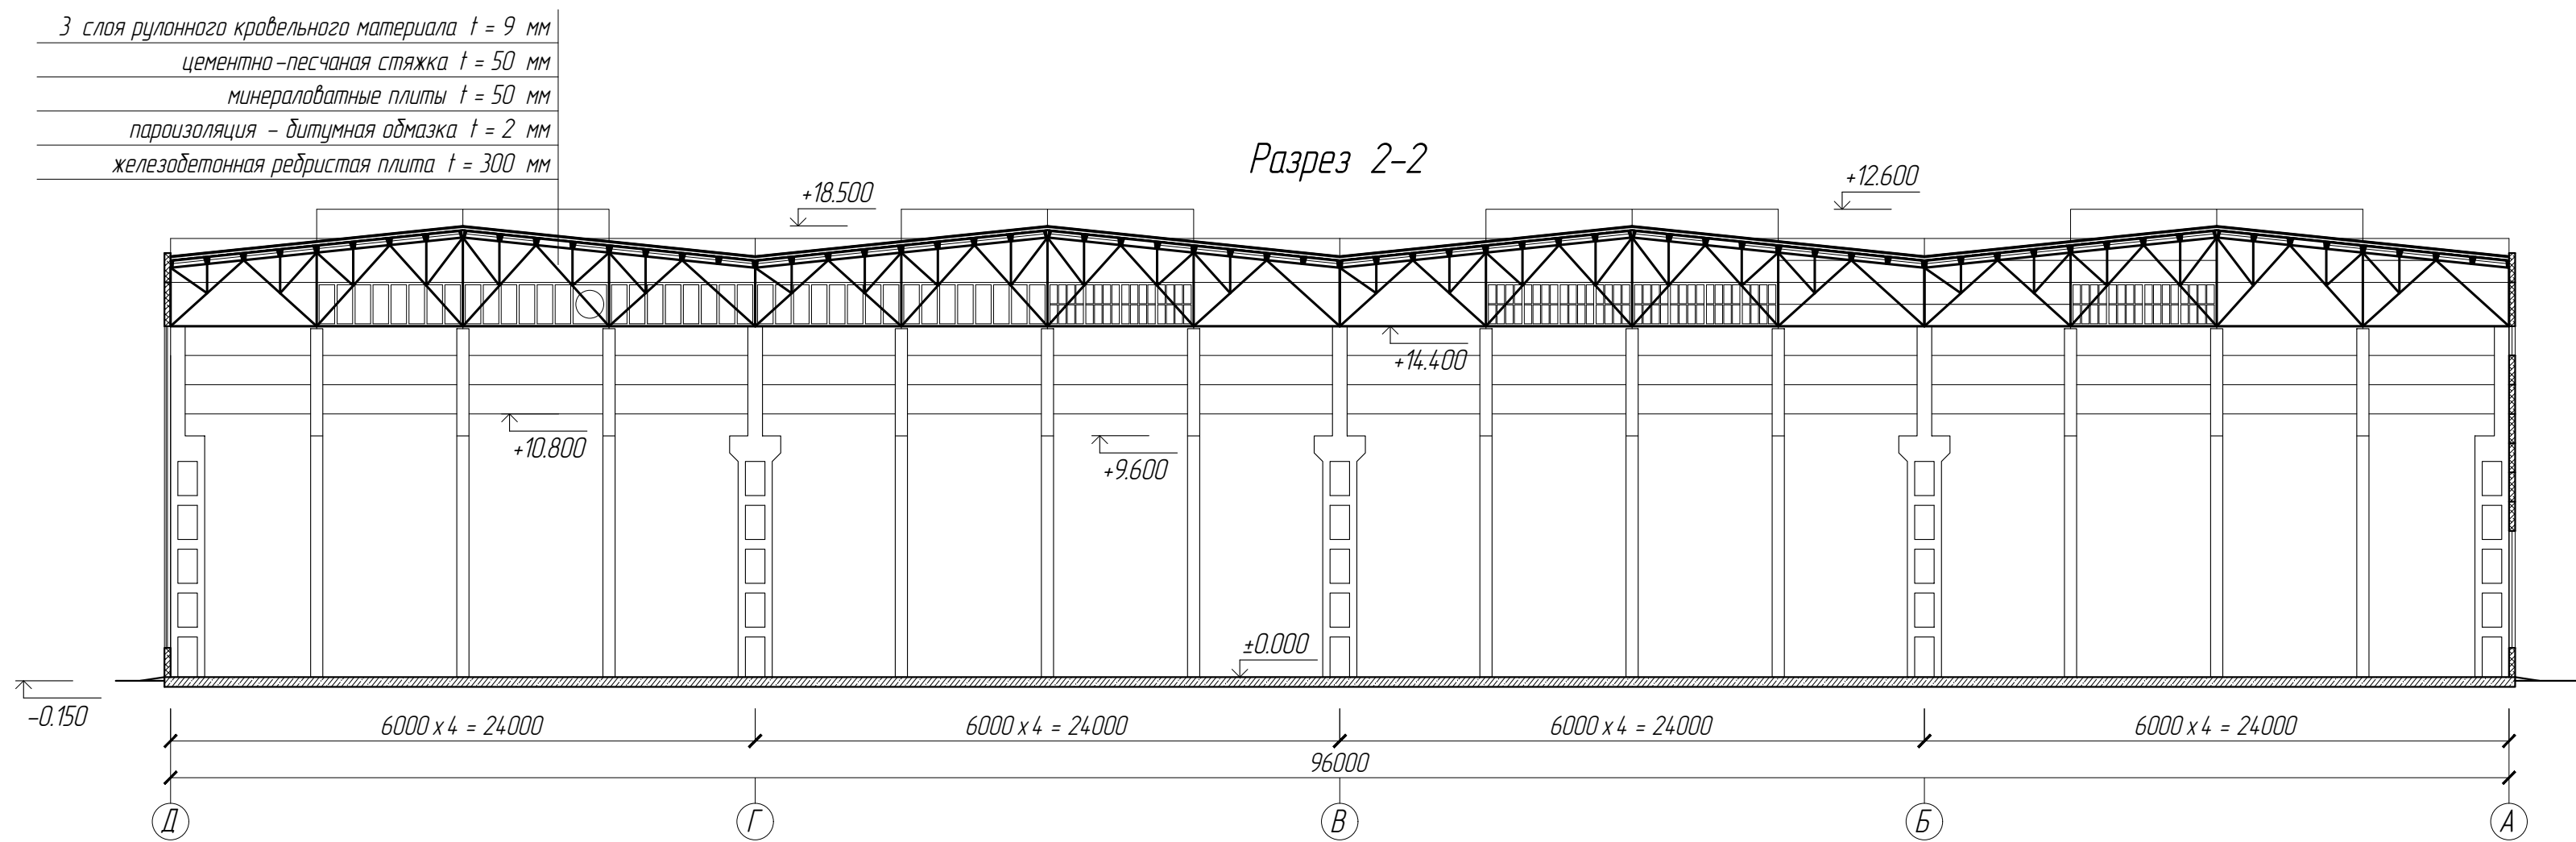 3 слоя рулонного кровельного материала t = 9 мм
цементно-песчаная стяжка t = 50 мм
минераловатные плиты t = 50 мм
пароизоляция - битумная обмазка t = 2 мм
железобетонная ребристая плита t = 300 мм
Разрез 2-2
+18.500
+12.600
+14.400
+10.800
+9.600
±0.000
-0.150
6000 x 4 = 24000
6000 x 4 = 24000
6000 x 4 = 24000
6000 x 4 = 24000
96000
Д
Г
В
Б
А